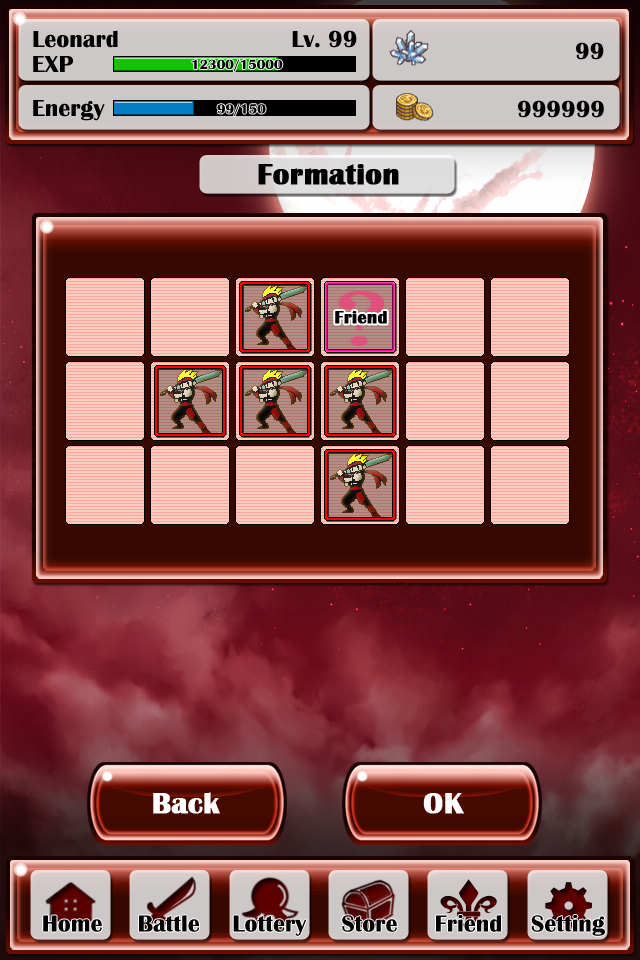 Leonard Lv. 99
EXP 12300/15000
99
Energy 99/150
999999
Formation
?
Friend
Back OK
Home Battle Lottery Store Friend Setting